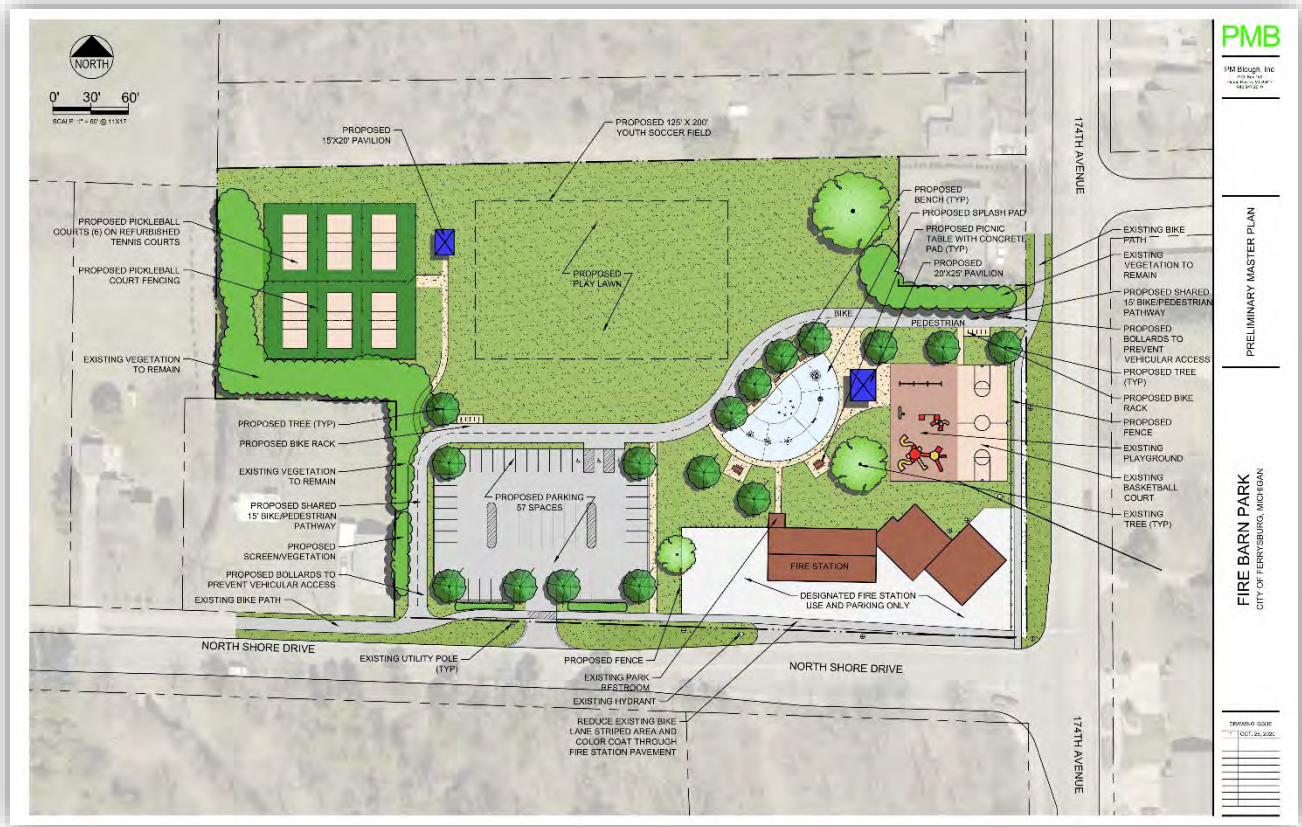 NORTH
0' 30' 60'
SCALE: 1" = 60' @ 11X17
PROPOSED
15'X20' PAVILION
PROPOSED 125' X 200'
YOUTH SOCCER FIELD
PROPOSED PICKLEBALL
COURTS (6) ON REFURBISHED
TENNIS COURTS
PROPOSED PICKLEBALL
COURT FENCING
EXISTING VEGETATION
TO REMAIN
PROPOSED TREE (TYP)
PROPOSED BIKE RACK
EXISTING VEGETATION
TO REMAIN
PROPOSED SHARED
15' BIKE/PEDESTRIAN
PATHWAY
PROPOSED
SCREEN/VEGETATION
PROPOSED BOLLARDS TO
PREVENT VEHICULAR ACCESS
EXISTING BIKE PATH
NORTH SHORE DRIVE
PROPOSED
PLAY LAWN
PROPOSED PARKING
57 SPACES
BIKE
PEDESTRIAN
PROPOSED
BENCH (TYP)
PROPOSED SPLASH PAD
PROPOSED PICNIC
TABLE WITH CONCRETE
PAD (TYP)
PROPOSED
20'X25' PAVILION
174TH AVENUE
EXISTING BIKE
PATH
EXISTING
VEGETATION TO
REMAIN
PROPOSED SHARED
15' BIKE/PEDESTRIAN
PATHWAY
PROPOSED
BOLLARDS TO
PREVENT
VEHICULAR ACCESS
PROPOSED TREE
(TYP)
PROPOSED BIKE
RACK
PROPOSED
FENCE
EXISTING
PLAYGROUND
EXISTING
BASKETBALL
COURT
EXISTING
TREE (TYP)
FIRE STATION
DESIGNATED FIRE STATION
USE AND PARKING ONLY
EXISTING UTILITY POLE
(TYP)
PROPOSED FENCE
EXISTING PARK
RESTROOM
EXISTING HYDRANT
REDUCE EXISTING BIKE
LANE STRIPED AREA AND
COLOR COAT THROUGH
FIRE STATION PAVEMENT
NORTH SHORE DRIVE
174TH AVENUE
PMB
PM Blough, Inc
PRELIMINARY MASTER PLAN
FIRE BARN PARK
CITY OF FERRYSBURG, MICHIGAN
DRAWING ISSUE